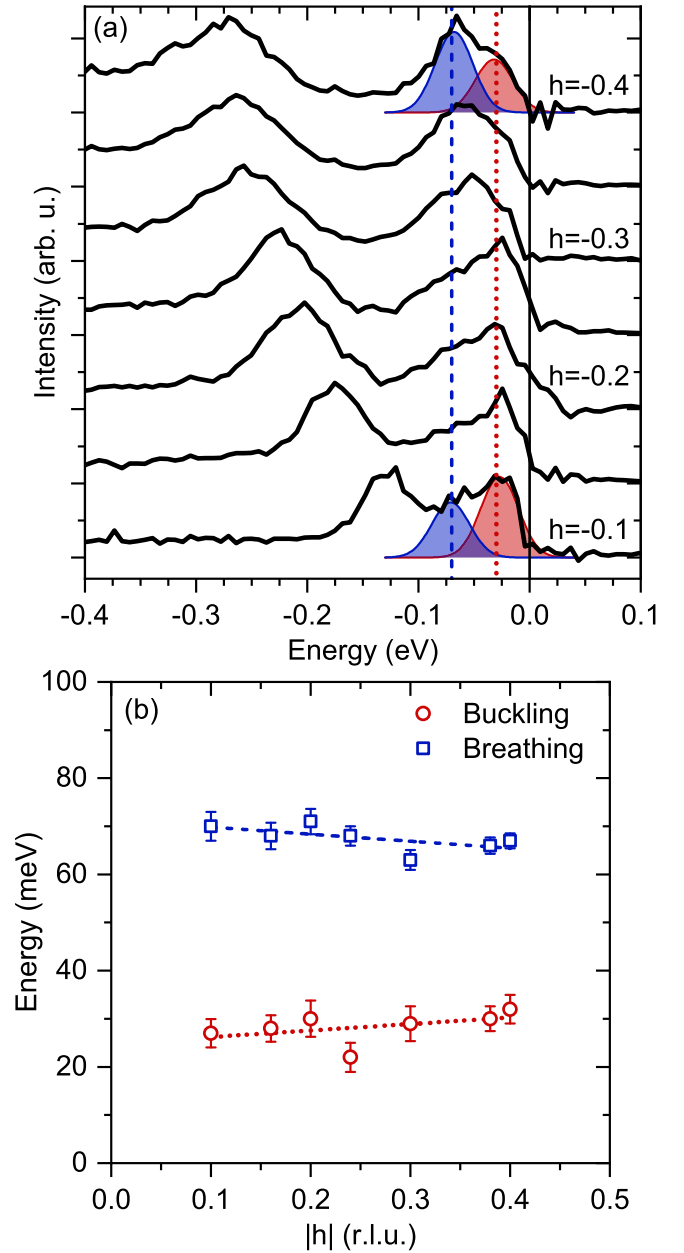 (a)
h=-0.4
h=-0.3
h=-0.2
h=-0.1
Intensity (arb. u.)
-0.4 -0.3 -0.2 -0.1 0.0 0.1
Energy (eV)
(b)
Buckling
Breathing
100
80
60
40
20
0
Energy (meV)
0.0 0.1 0.2 0.3 0.4 0.5
|h| (r.l.u.)